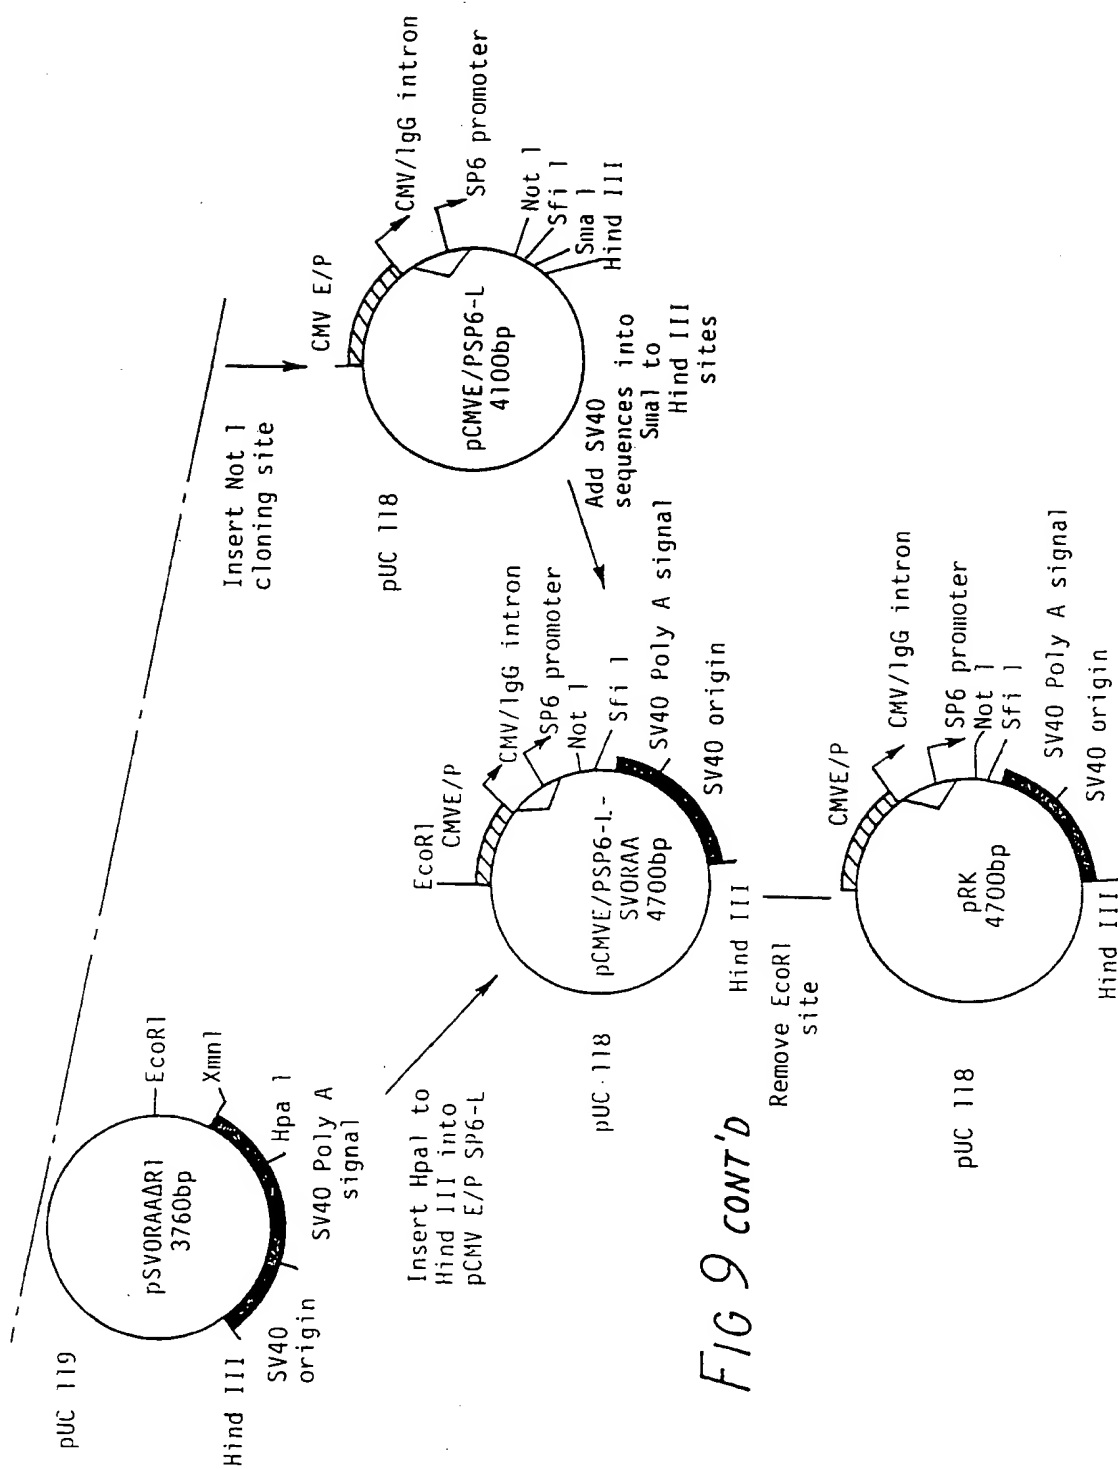 pUC 119
pSVORAAΔR1
3760bp
EcoR1
Xmn1
Hpa 1
SV40 Poly A
signal
SV40
origin
Hind III
Insert Not 1
cloning site
pUC 118
CMV E/P
CMV/1gG intron
SP6 promoter
Not 1
Sfi 1
Sma 1
Hind III
pCMVE/PSP6-L
4100bp
Insert Hpal to
Hind III into
pCMV E/P SP6-L
Add SV40
sequences into
Smal to
Hind III
sites
pUC·118
EcoR1
CMVE/P
CMV/1gG intron
SP6 promoter
Not 1
Sfi 1
SV40 Poly A signal
SV40 origin
Hind III
pCMVE/PSP6-L-
SVORAA
4700bp
Remove EcoR1
site
pUC 118
CMVE/P
CMV/1gG intron
SP6 promoter
Not 1
Sfi 1
SV40 Poly A signal
SV40 origin
Hind III
pRK
4700bp
FIG 9 CONT'D